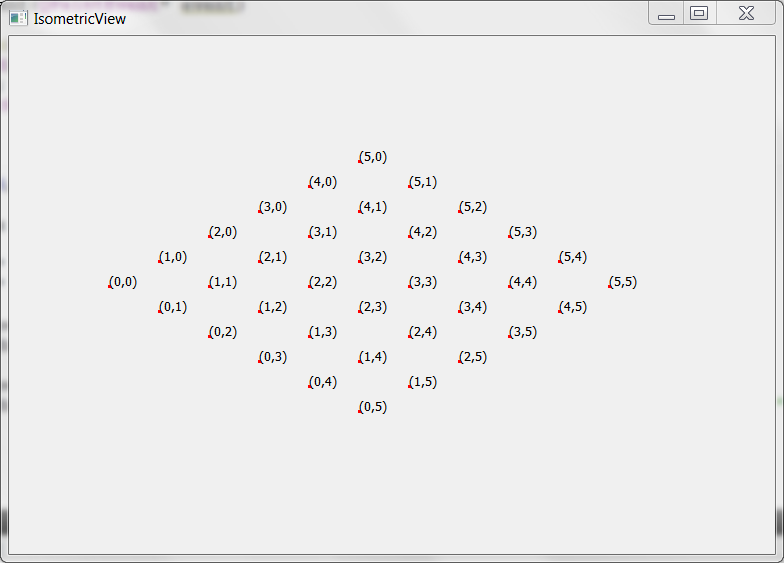 IsometricView
(5,0)
(4,0) (5,1)
(3,0) (4,1) (5,2)
(2,0) (3,1) (4,2) (5,3)
(1,0) (2,1) (3,2) (4,3) (5,4)
(0,0) (1,1) (2,2) (3,3) (4,4) (5,5)
(0,1) (1,2) (2,3) (3,4) (4,5)
(0,2) (1,3) (2,4) (3,5)
(0,3) (1,4) (2,5)
(0,4) (1,5)
(0,5)